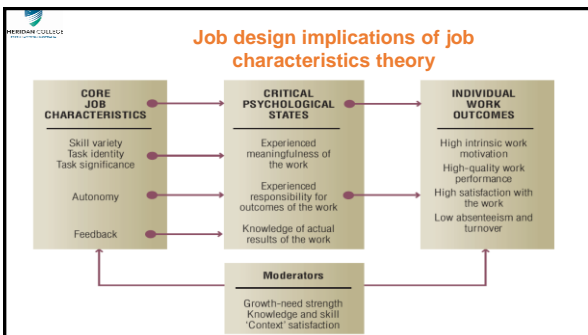 MERIDIAN COLLEGE
Job design implications of job
characteristics theory
CORE
JOB
CHARACTERISTICS
Skill variety
Task identity
Task significance
Autonomy
Feedback
CRITICAL
PSYCHOLOGICAL
STATES
Experienced
meaningfulness of
the work
Experienced
responsibility for
outcomes of the work
Knowledge of actual
results of the work
INDIVIDUAL
WORK
OUTCOMES
High intrinsic work
motivation
High-quality work
performance
High satisfaction with
the work
Low absenteeism and
turnover
Moderators
Growth-need strength
Knowledge and skill
'Context' satisfaction